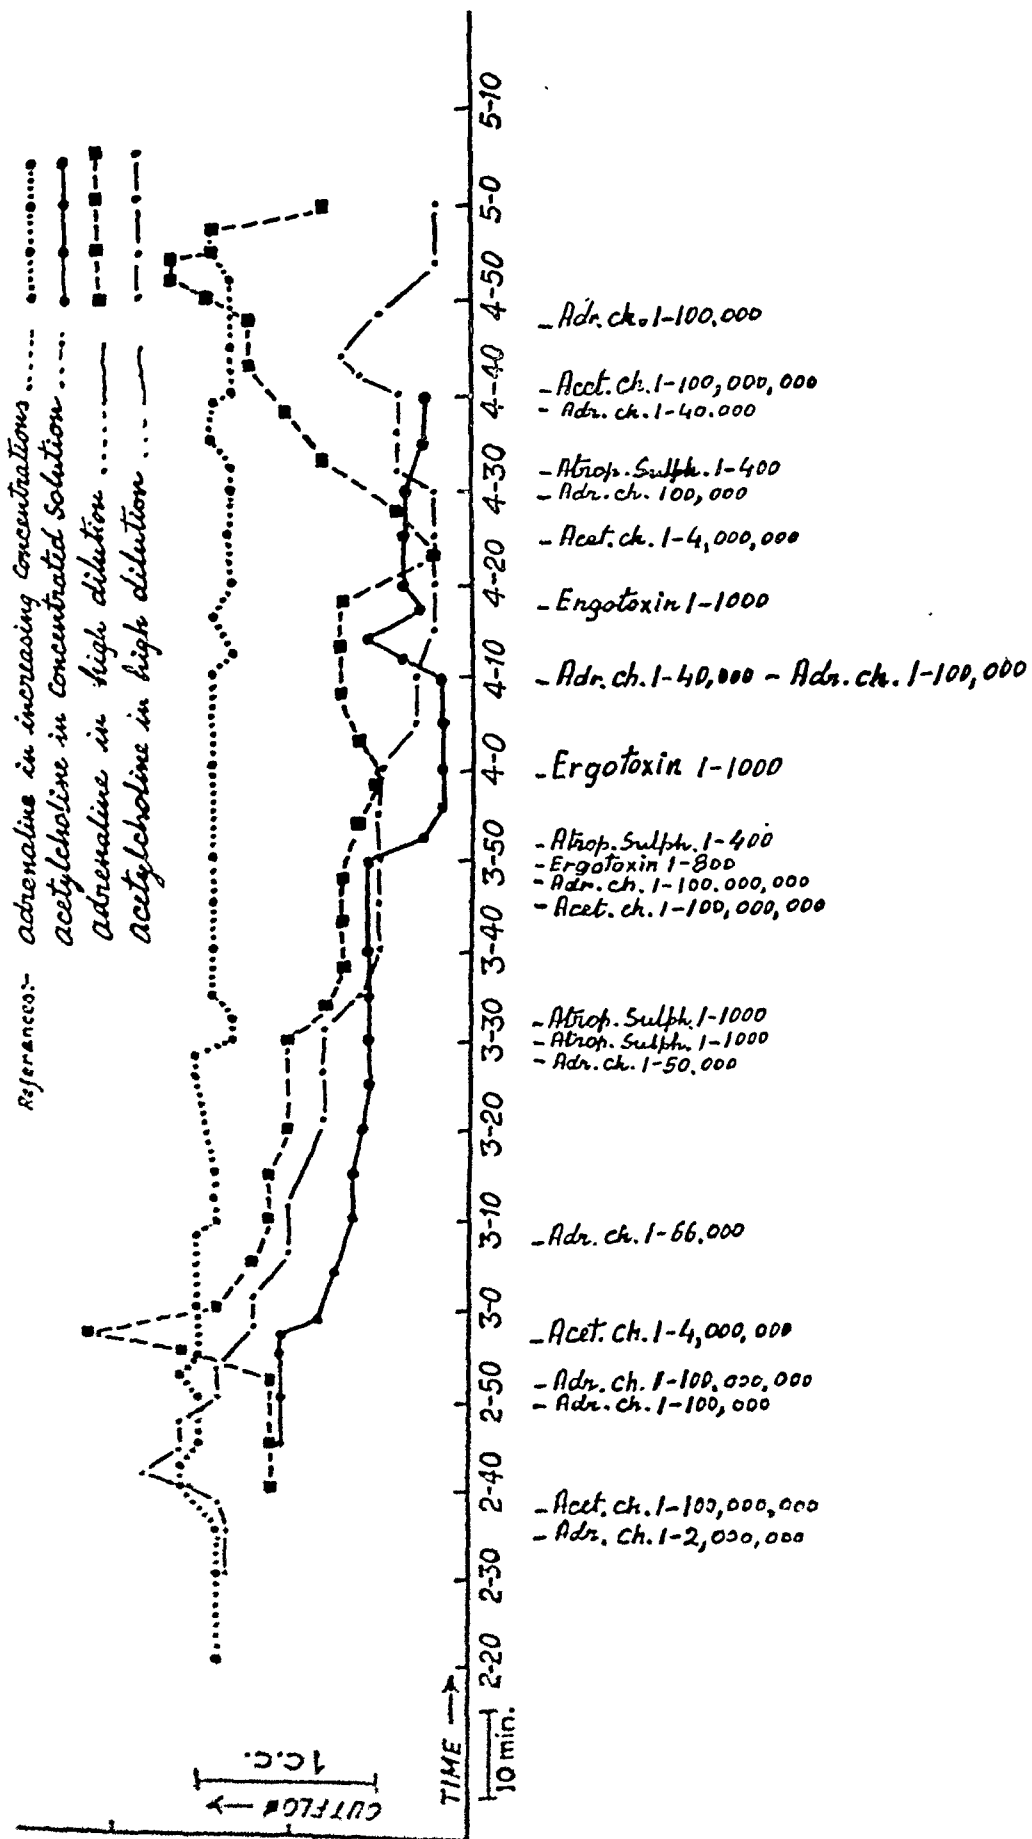 Referances:- adrenaline in increasing concentrations .....
acetylcholine in concentrated solution .....
adrenaline in high dilution .....
acetylcholine in high dilution ....
OUTFLOW →
1 C.C.
TIME →
10 min.
2-20 2-30 2-40 2-50 3-0 3-10 3-20 3-30 3-40 3-50 4-0 4-10 4-20 4-30 4-40 4-50 5-0 5-10
- Adr. ch. 1-100.000
- Acct. ch. 1-100,000,000
- Adr. ch. 1-40.000
- Atrop. Sulph. 1-400
- Adr. ch. 100,000
- Acet. ch. 1-4,000,000
- Ergotoxin 1-1000
- Adr. ch. 1-40,000 - Adr. ch. 1-100,000
- Ergotoxin 1-1000
- Atrop. Sulph. 1-400
- Ergotoxin 1-800
- Adr. ch. 1-100.000,000
- Acet. ch. 1-100,000,000
- Atrop. Sulph. 1-1000
- Atrop. Sulph. 1-1000
- Adr. ch. 1-50.000
- Adr. ch. 1-66,000
- Acet. ch. 1-4,000,000
- Adr. ch. 1-100.000,000
- Adr. ch. 1-100,000
- Acet. ch. 1-100,000,000
- Adr. ch. 1-2,000,000